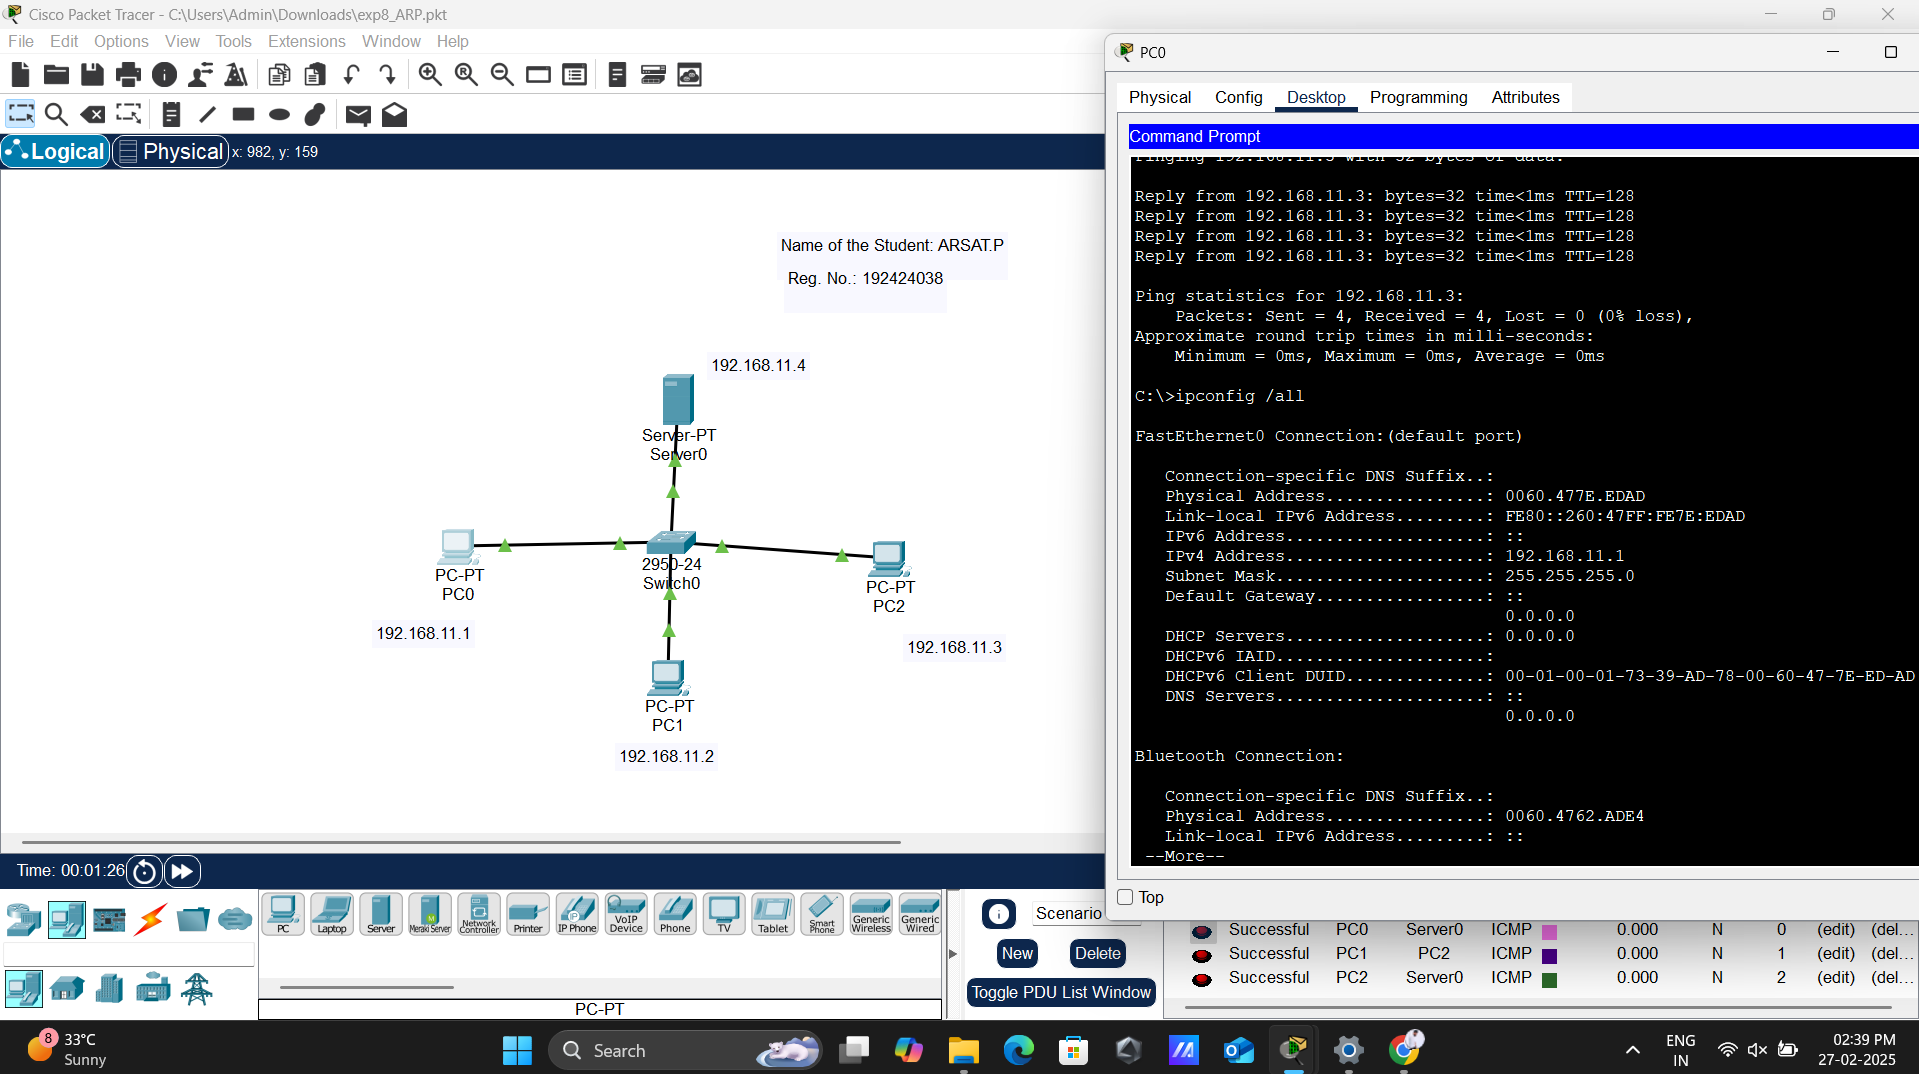 Cisco Packet Tracer - C:\Users\Admin\Downloads\exp8_ARP.pkt
File Edit Options View Tools Extensions Window Help
Logical Physical x: 982, y: 159
Name of the Student: ARSAT.P
Reg. No.: 192424038
192.168.11.4
Server-PT
Server0
PC-PT
PC0
192.168.11.1
2950-24
Switch0
PC-PT
PC2
192.168.11.3
PC-PT
PC1
192.168.11.2
PC0
Physical Config Desktop Programming Attributes
Command Prompt
Pinging 192.168.11.3 with 32 bytes of data:
Reply from 192.168.11.3: bytes=32 time<1ms TTL=128
Reply from 192.168.11.3: bytes=32 time<1ms TTL=128
Reply from 192.168.11.3: bytes=32 time<1ms TTL=128
Reply from 192.168.11.3: bytes=32 time<1ms TTL=128
Ping statistics for 192.168.11.3:
Packets: Sent = 4, Received = 4, Lost = 0 (0% loss),
Approximate round trip times in milli-seconds:
Minimum = 0ms, Maximum = 0ms, Average = 0ms
C:\>ipconfig /all
FastEthernet0 Connection:(default port)
Connection-specific DNS Suffix..:
Physical Address................: 0060.477E.EDAD
Link-local IPv6 Address.........: FE80::260:47FF:FE7E:EDAD
IPv6 Address....................: ::
IPv4 Address....................: 192.168.11.1
Subnet Mask.....................: 255.255.255.0
Default Gateway.................: ::
0.0.0.0
DHCP Servers....................: 0.0.0.0
DHCPv6 IAID.....................:
DHCPv6 Client DUID..............: 00-01-00-01-73-39-AD-78-00-60-47-7E-ED-AD
DNS Servers.....................: ::
0.0.0.0
Bluetooth Connection:
Connection-specific DNS Suffix..:
Physical Address................: 0060.4762.ADE4
Link-local IPv6 Address.........: ::
--More--
Top
Time: 00:01:26
PC Laptop Server Meraki Server Network Controller Printer IP Phone VoIP Device Phone TV Tablet Smart Phone Generic Wireless Generic Wired
PC-PT
Scenario
New Delete
Toggle PDU List Window
Successful PC0 Server0 ICMP 0.000 N 0 (edit) (del...
Successful PC1 PC2 ICMP 0.000 N 1 (edit) (del...
Successful PC2 Server0 ICMP 0.000 N 2 (edit) (del...
8
33°C
Sunny
Search
ENG
IN
02:39 PM
27-02-2025